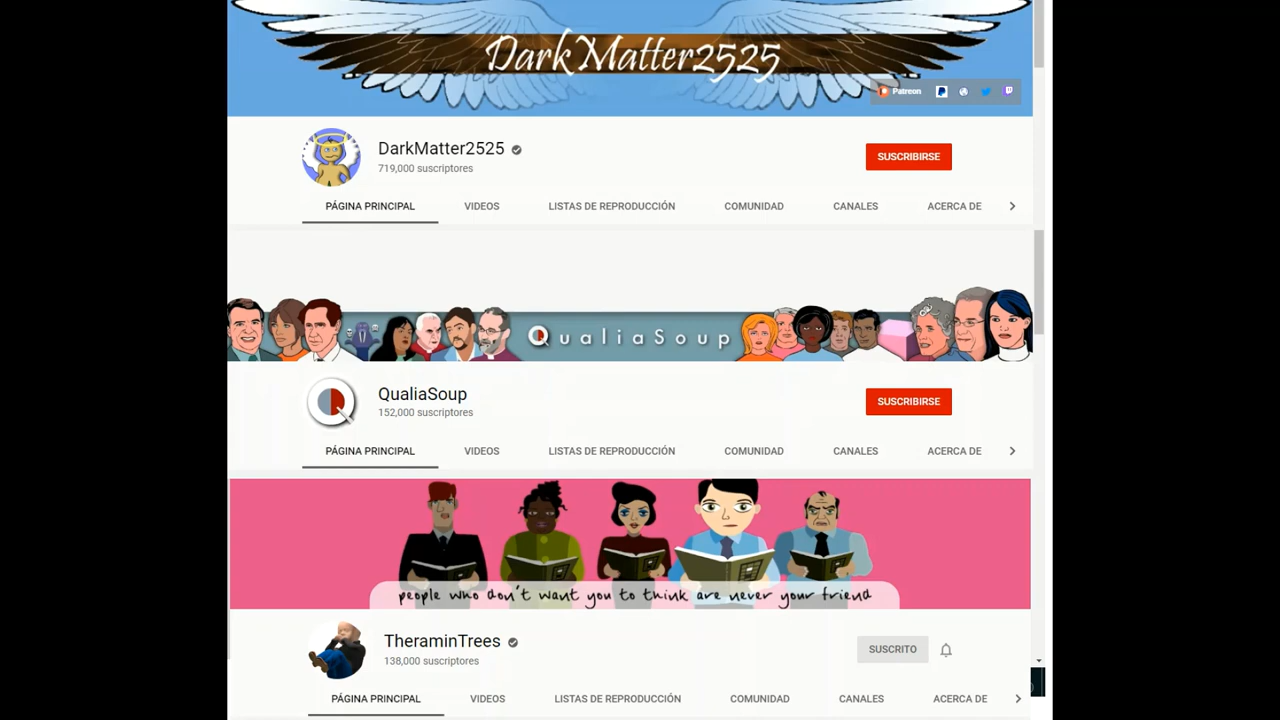 DarkMatter2525
Patreon
DarkMatter2525
719,000 suscriptores
SUSCRIBIRSE
PÁGINA PRINCIPAL VIDEOS LISTAS DE REPRODUCCIÓN COMUNIDAD CANALES ACERCA DE
QualiaSoup
QualiaSoup
152,000 suscriptores
SUSCRIBIRSE
PÁGINA PRINCIPAL VIDEOS LISTAS DE REPRODUCCIÓN COMUNIDAD CANALES ACERCA DE
people who don't want you to think are never your friend
TheraminTrees
138,000 suscriptores
SUSCRITO
PÁGINA PRINCIPAL VIDEOS LISTAS DE REPRODUCCIÓN COMUNIDAD CANALES ACERCA DE